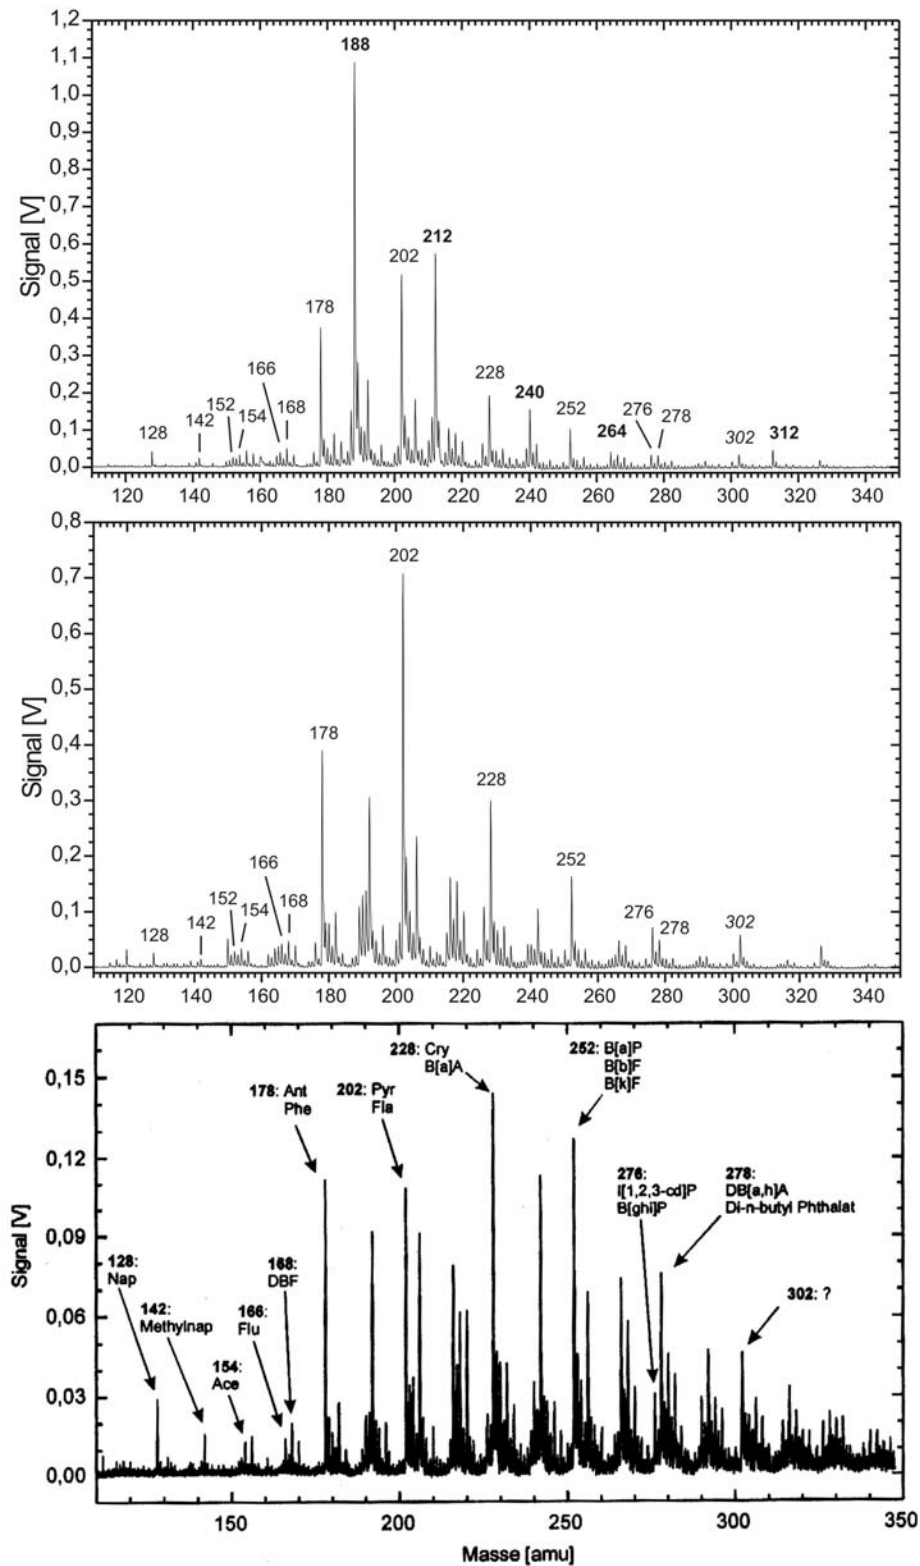 1,2
1,1
1,0
0,9
0,8
0,7
0,6
0,5
0,4
0,3
0,2
0,1
0,0
Signal [V]
188
212
202
178
166
152
154
168
142
128
228
240
252
264
276
278
302
312
120 140 160 180 200 220 240 260 280 300 320 340
0,8
0,7
0,6
0,5
0,4
0,3
0,2
0,1
0,0
Signal [V]
202
178
228
252
166
152
154
168
142
128
276
278
302
120 140 160 180 200 220 240 260 280 300 320 340
0,15
0,12
0,09
0,06
0,03
0,00
Signal [V]
228: Cry
B[a]A
252: B[a]P
B[b]F
B[k]F
178: Ant
Phe
202: Pyr
Fla
276:
I[1,2,3-cd]P
B[ghi]P
278:
DB[a,h]A
Di-n-butyl Phthalat
128:
Nap
168:
DBF
142:
Methylnap
166:
Flu
154:
Ace
302: ?
150 200 250 300 350
Masse [amu]